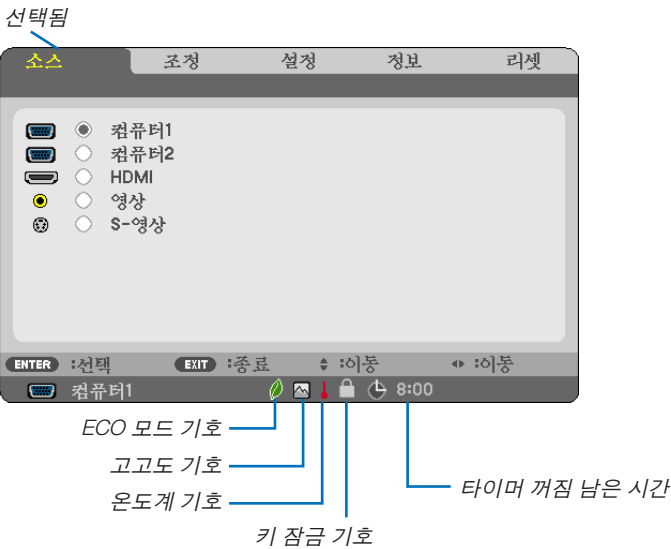 선택됨
소스 조정 설정 정보 리셋
컴퓨터1
컴퓨터2
HDMI
영상
S-영상
ENTER :선택 EXIT :종료 :이동 :이동
컴퓨터1 8:00
ECO 모드 기호
고고도 기호
온도계 기호
타이머 꺼짐 남은 시간
키 잠금 기호